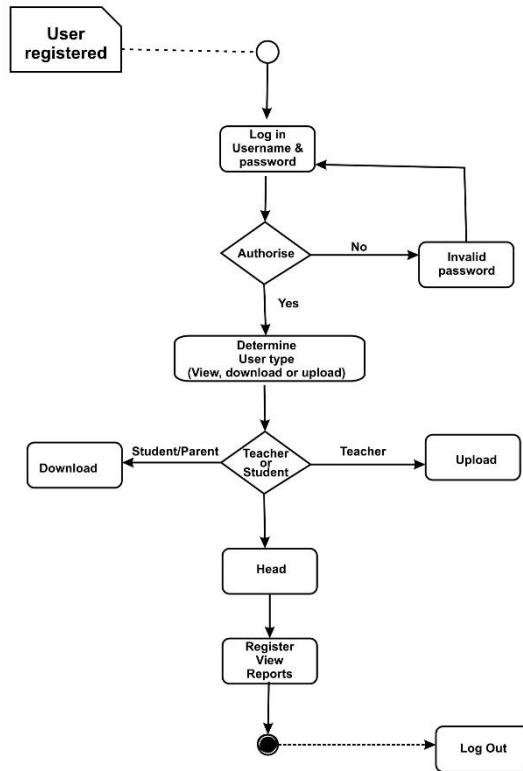 User
registered
Log in
Username &
password
Authorise
No
Invalid
password
Yes
Determine
User type
(View, download or upload)
Student/Parent
Teacher
or
Student
Teacher
Download
Upload
Head
Register
View
Reports
Log Out